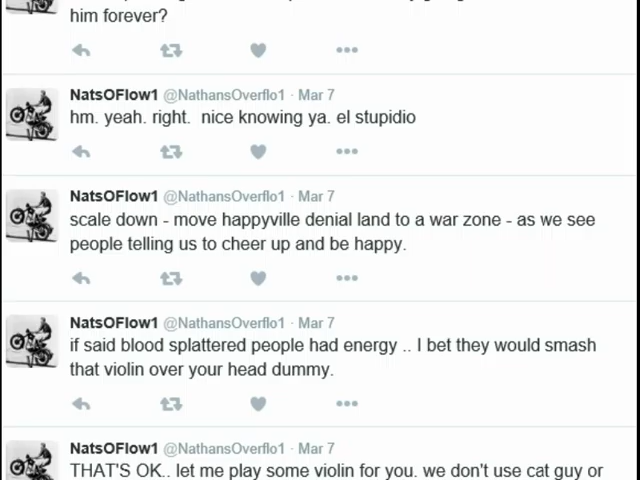 him forever?
NatsOFlow1 @NathansOverflo1 · Mar 7
hm. yeah. right.  nice knowing ya. el stupidio
NatsOFlow1 @NathansOverflo1 · Mar 7
scale down - move happyville denial land to a war zone - as we see
people telling us to cheer up and be happy.
NatsOFlow1 @NathansOverflo1 · Mar 7
if said blood splattered people had energy .. I bet they would smash
that violin over your head dummy.
NatsOFlow1 @NathansOverflo1 · Mar 7
THAT'S OK.. let me play some violin for you. we don't use cat guy or